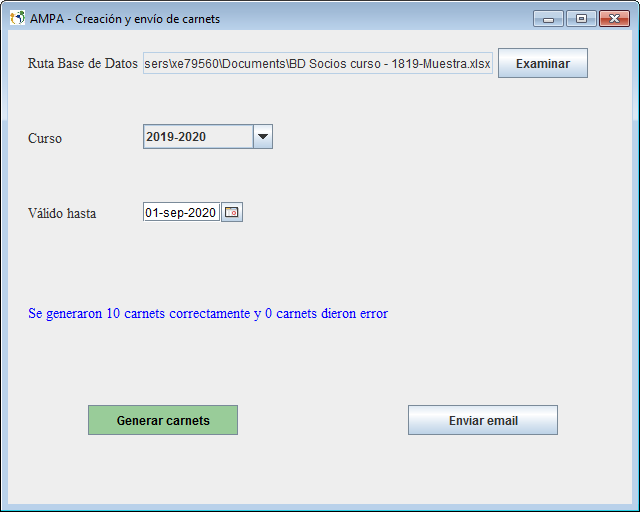 AMPA - Creación y envío de carnets
Ruta Base de Datos sers\xe79560\Documents\BD Socios curso - 1819-Muestra.xlsx Examinar
Curso 2019-2020
Válido hasta 01-sep-2020
Se generaron 10 carnets correctamente y 0 carnets dieron error
Generar carnets Enviar email